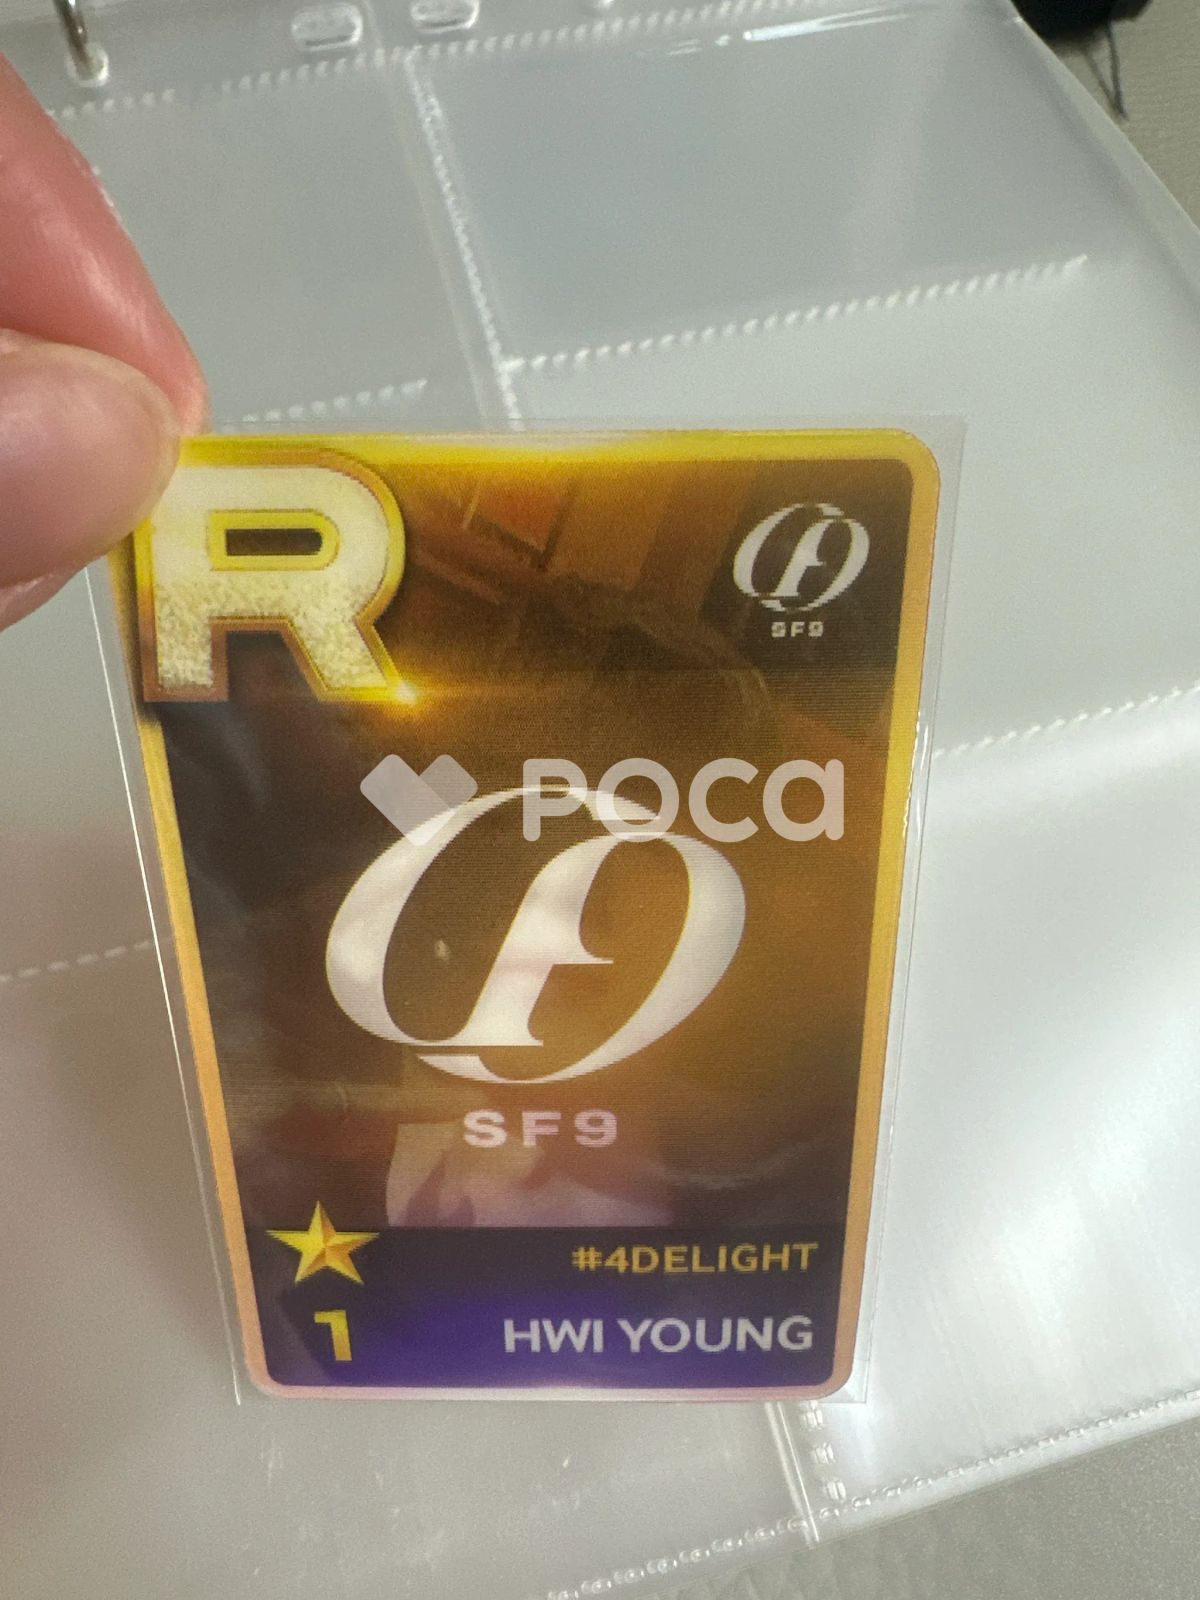 R
SF9
POCA
SF9
#4DELIGHT
1
HWI YOUNG